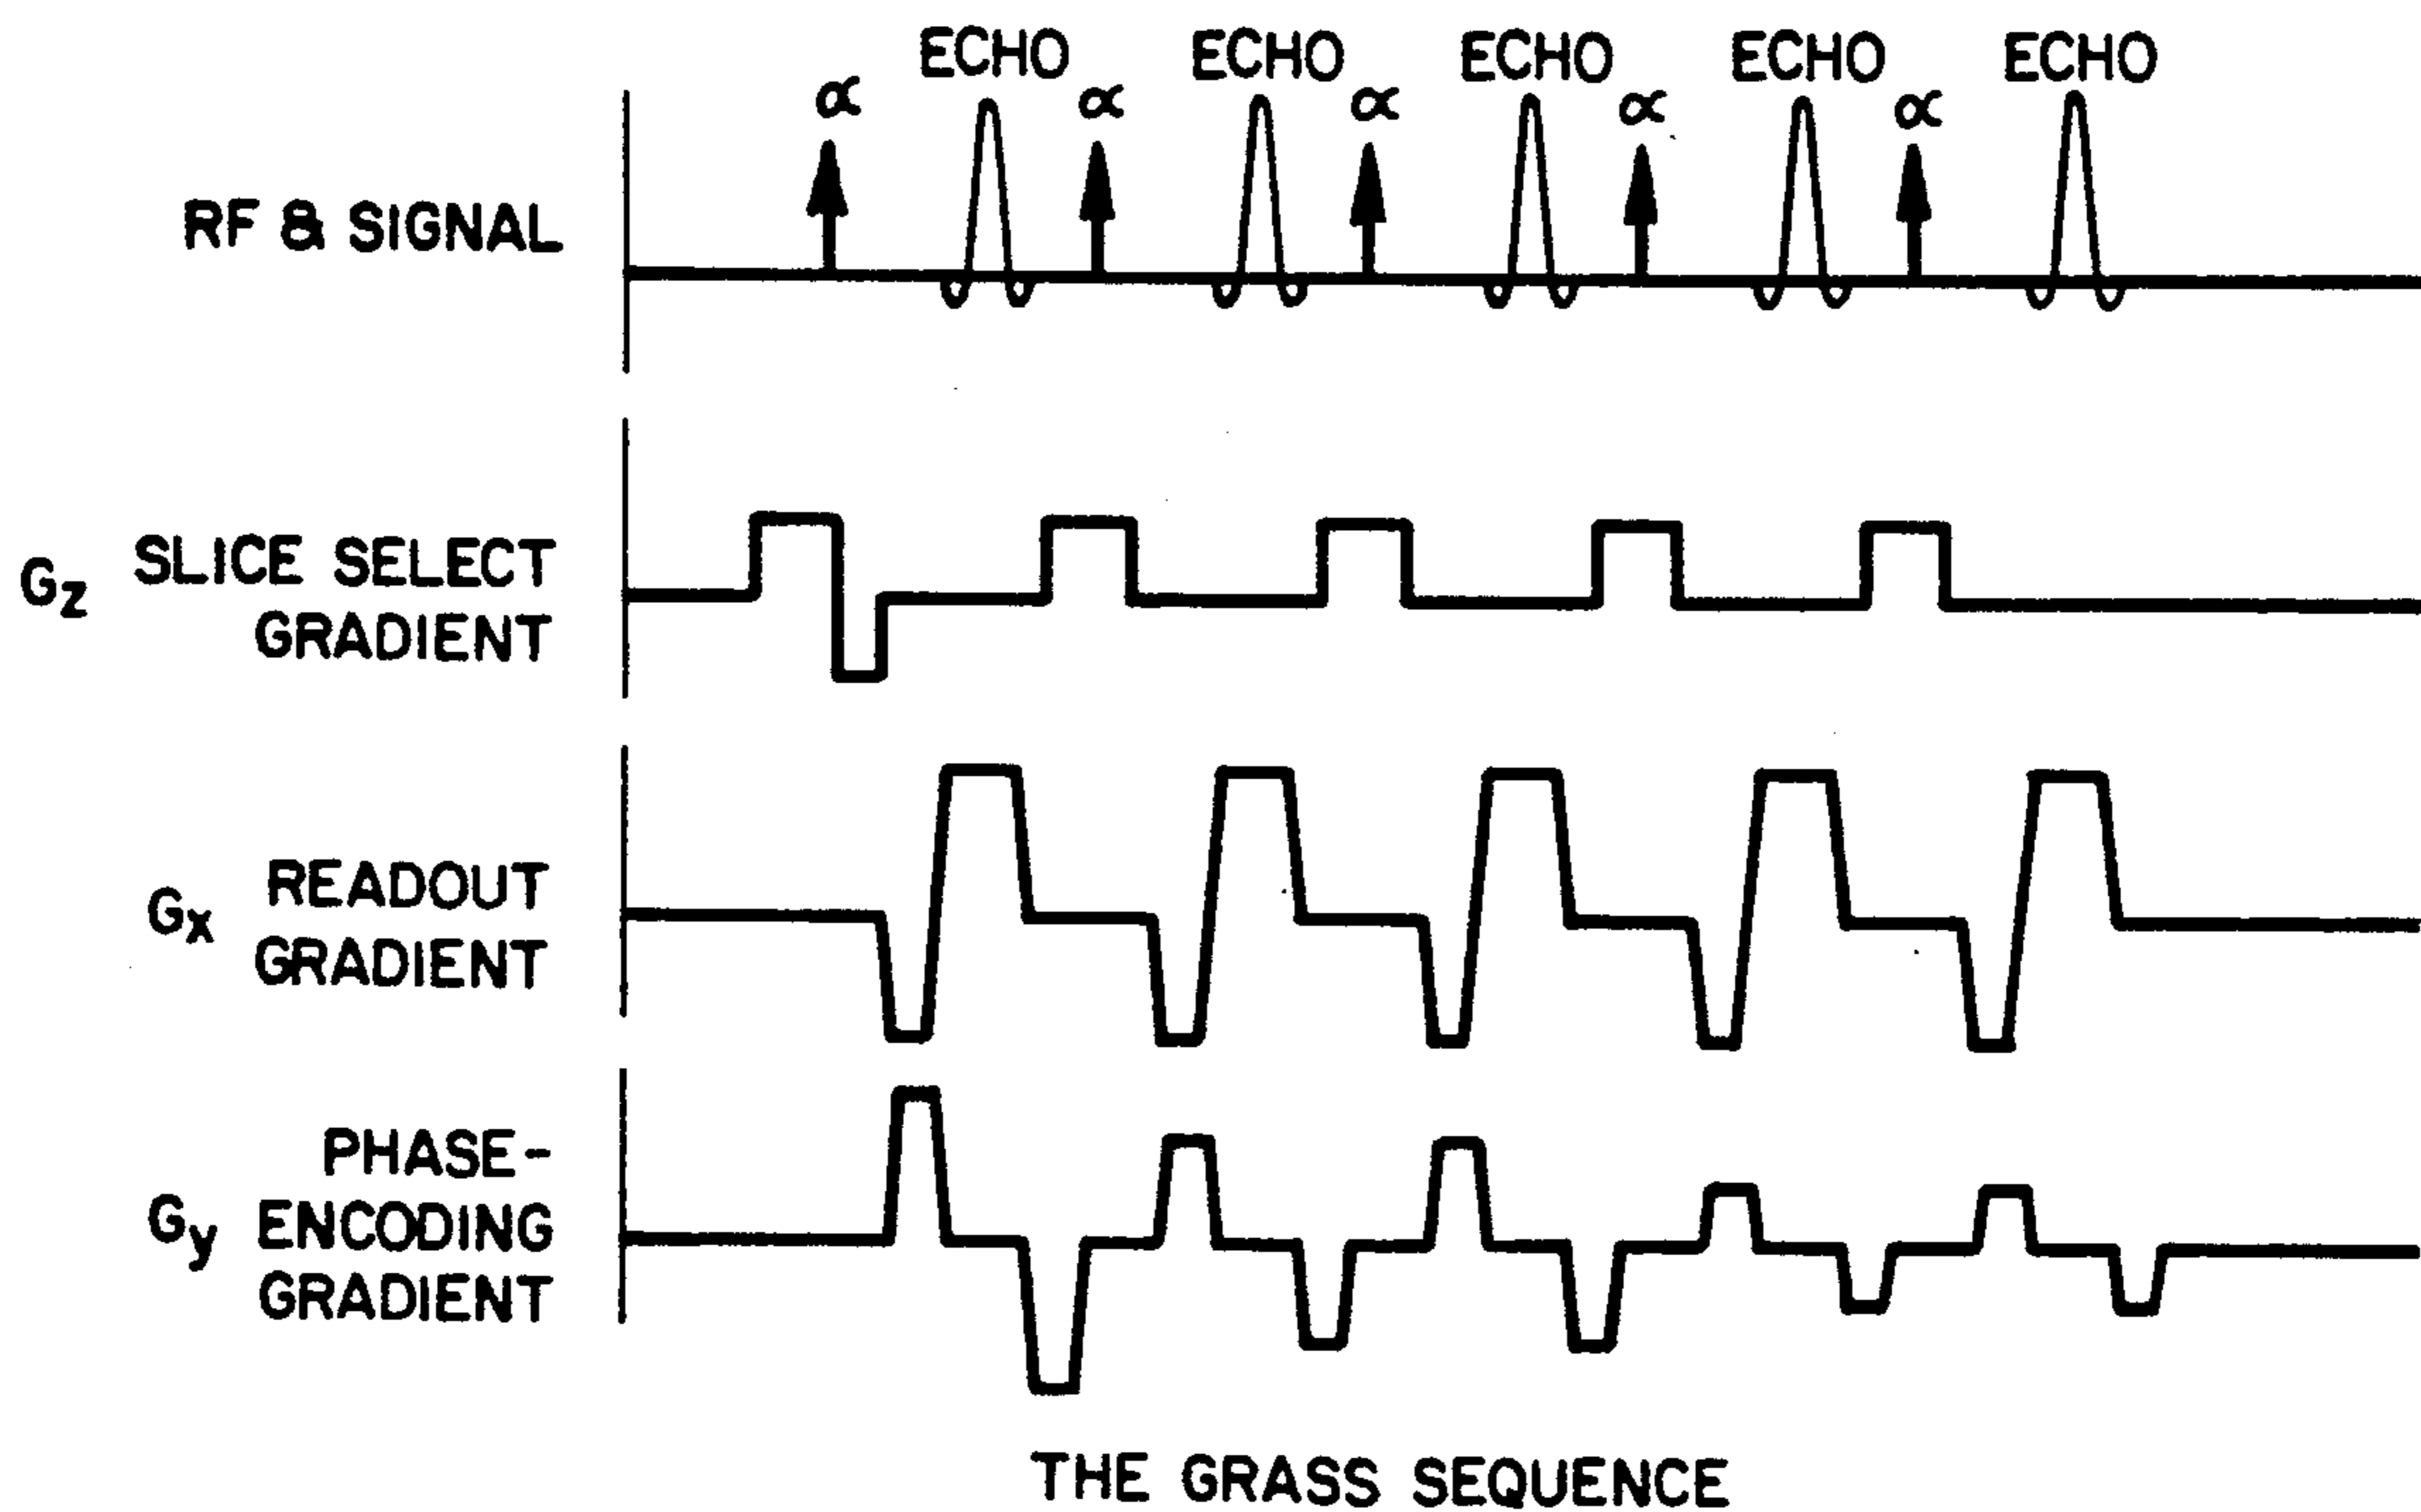 ECHO ECHO ECHO ECHO ECHO
α α α α α
RF & SIGNAL
Gz SLICE SELECT
GRADIENT
Gx READOUT
GRADIENT
PHASE-
Gy ENCODING
GRADIENT
THE GRASS SEQUENCE